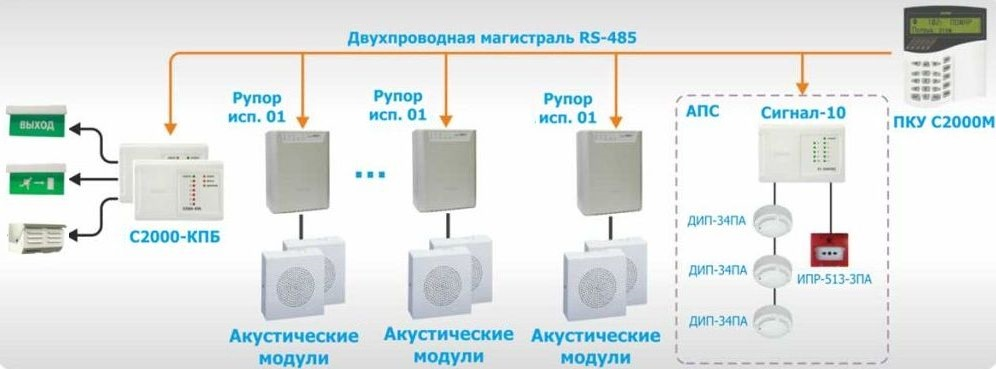 Двухпроводная магистраль RS-485
ПКУ С2000М
Рупор
исп. 01
Рупор
исп. 01
Рупор
исп. 01
...
АПС
Сигнал-10
ВЫХОД
С2000-КПБ
ДИП-34ПА
ДИП-34ПА
ДИП-34ПА
ИПР-513-3ПА
Акустические
модули
Акустические
модули
Акустические
модули